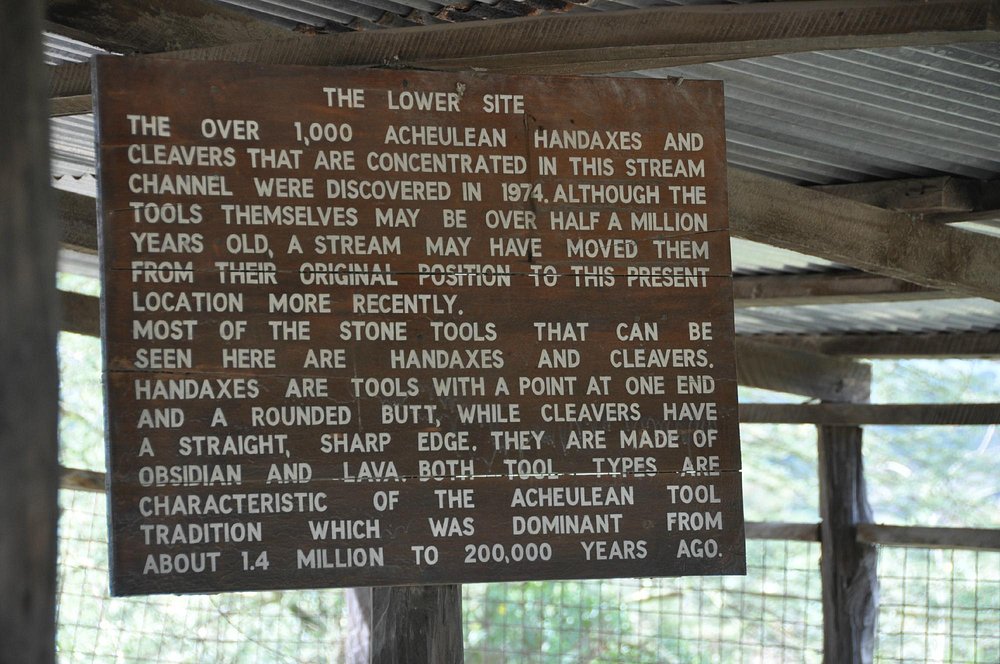 THE LOWER SITE
THE OVER 1,000 ACHEULEAN HANDAXES AND
CLEAVERS THAT ARE CONCENTRATED IN THIS STREAM
CHANNEL WERE DISCOVERED IN 1974. ALTHOUGH THE
TOOLS THEMSELVES MAY BE OVER HALF A MILLION
YEARS OLD, A STREAM MAY HAVE MOVED THEM
FROM THEIR ORIGINAL POSITION TO THIS PRESENT
LOCATION MORE RECENTLY.
MOST OF THE STONE TOOLS THAT CAN BE
SEEN HERE ARE HANDAXES AND CLEAVERS.
HANDAXES ARE TOOLS WITH A POINT AT ONE END
AND A ROUNDED BUTT, WHILE CLEAVERS HAVE
A STRAIGHT, SHARP EDGE. THEY ARE MADE OF
OBSIDIAN AND LAVA. BOTH TOOL TYPES ARE
CHARACTERISTIC OF THE ACHEULEAN TOOL
TRADITION WHICH WAS DOMINANT FROM
ABOUT 1.4 MILLION TO 200,000 YEARS AGO.